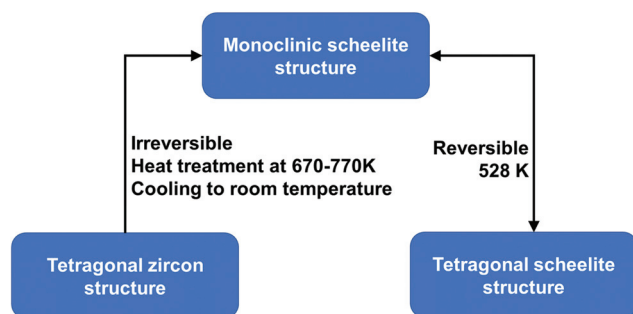 Monoclinic scheelite
structure
Irreversible
Heat treatment at 670-770K
Cooling to room temperature
Reversible
528 K
Tetragonal zircon
structure
Tetragonal scheelite
structure